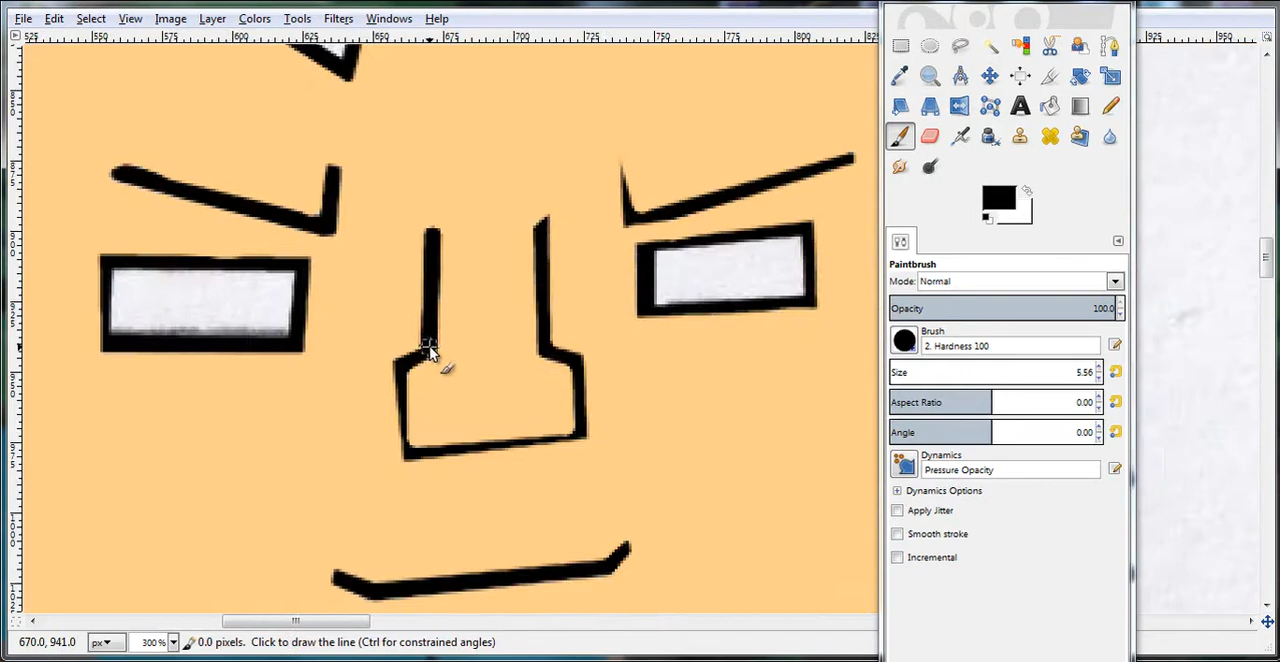 File Edit Select View Image Layer Colors Tools Filters Windows Help
525 550 600 625 650 675 700 725 750 775 800 825 925 950
Paintbrush
Mode: Normal
Opacity 100.0
Brush
2. Hardness 100
Size 5.56
Aspect Ratio 0.00
Angle 0.00
Dynamics
Pressure Opacity
Dynamics Options
Apply Jitter
Smooth stroke
Incremental
670.0, 941.0 px 300% 0.0 pixels. Click to draw the line (Ctrl for constrained angles)